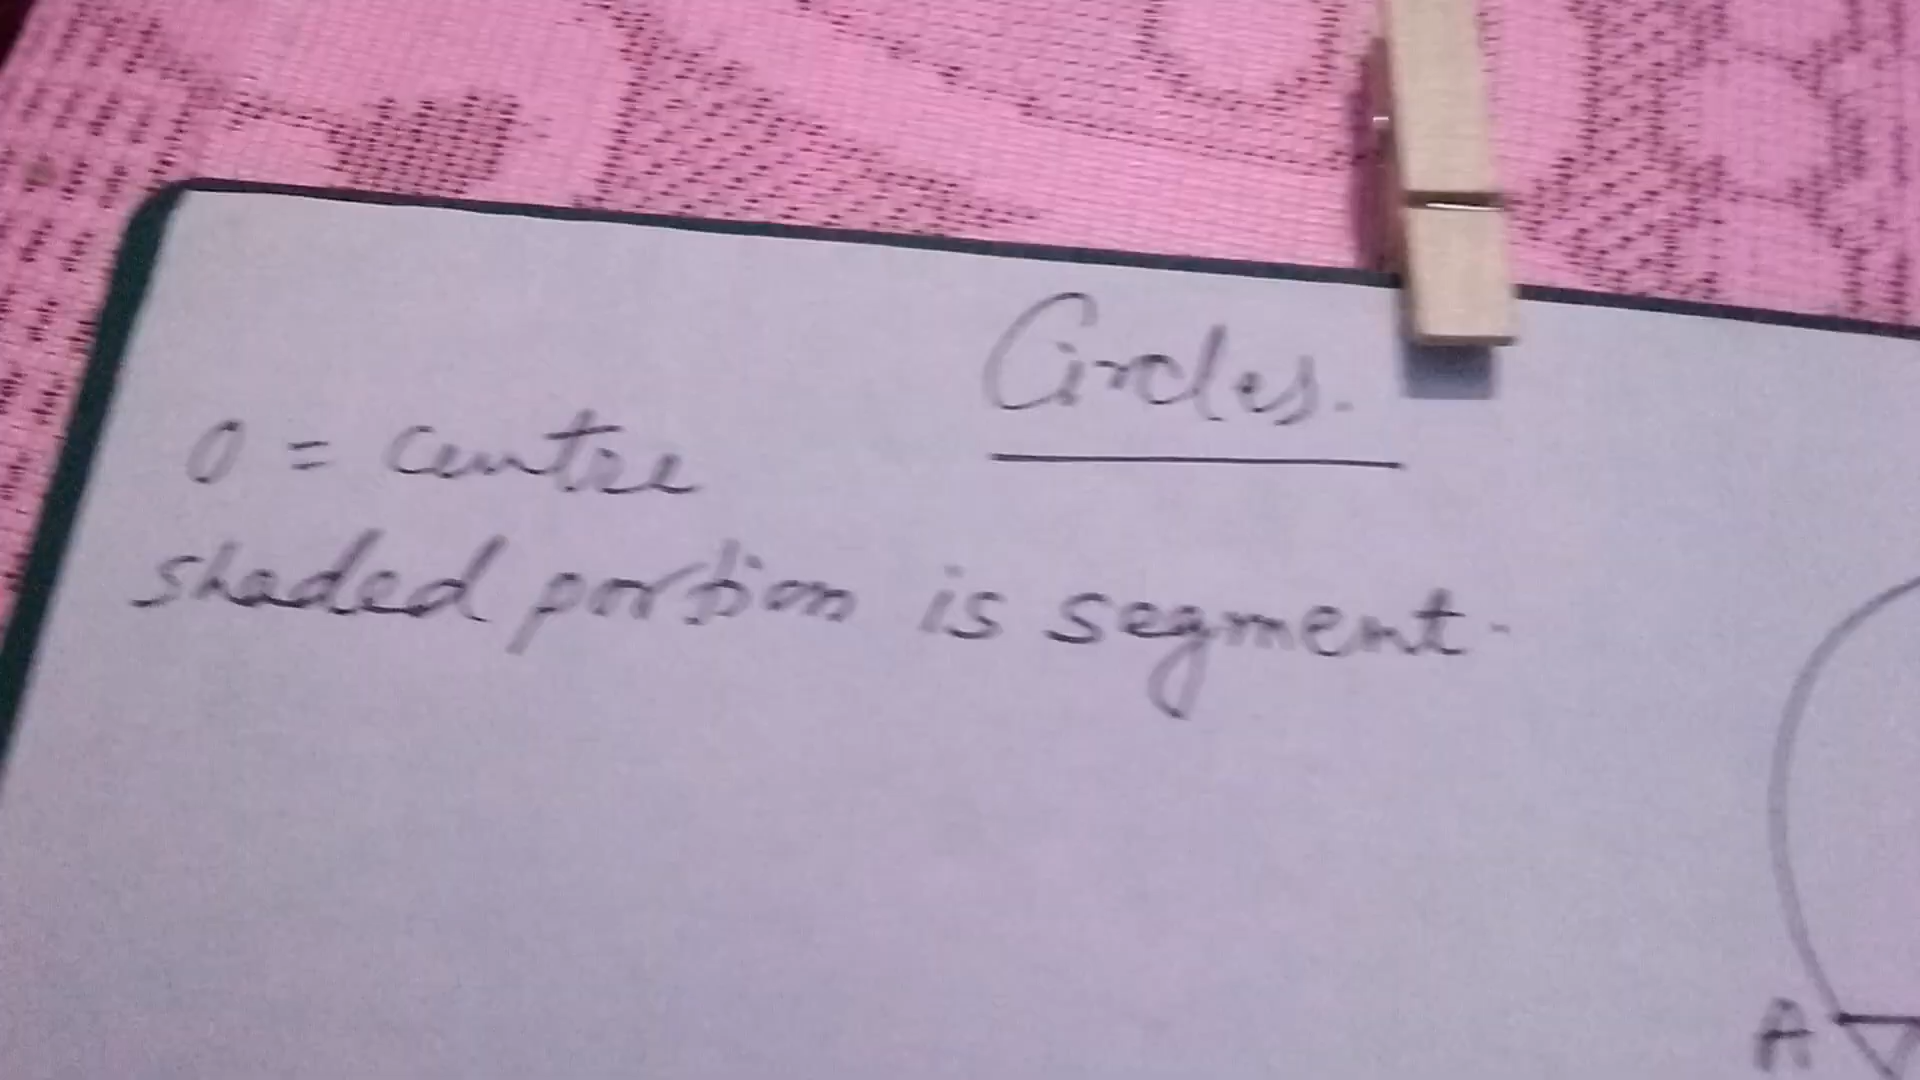 Circles.
O = centre
shaded portion is segment.
A